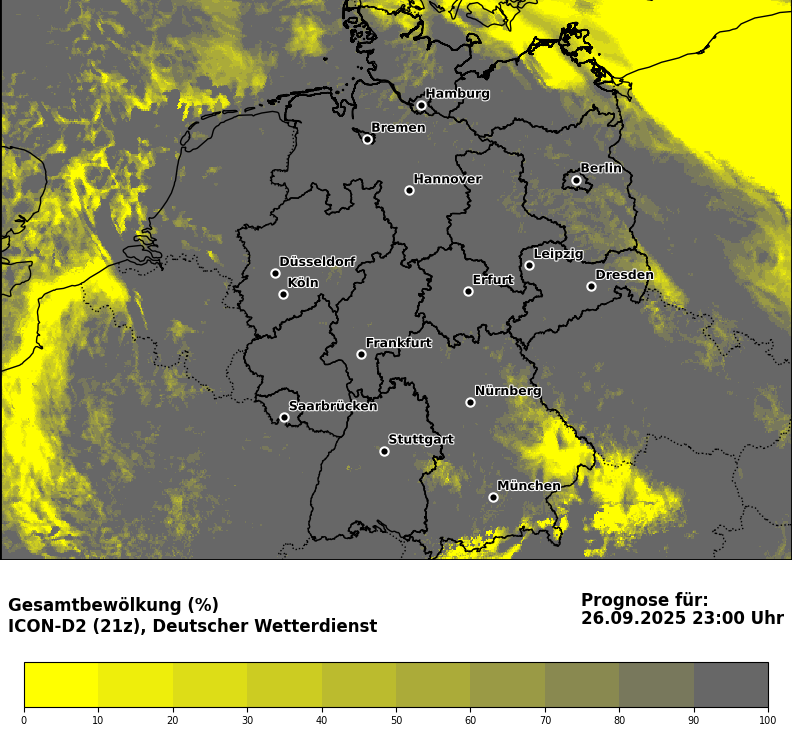 Hamburg
Bremen
Berlin
Hannover
Düsseldorf
Leipzig
Köln
Erfurt
Dresden
Frankfurt
Nürnberg
Saarbrücken
Stuttgart
München
Gesamtbewölkung (%)
ICON-D2 (21z), Deutscher Wetterdienst
Prognose für:
26.09.2025 23:00 Uhr
0 10 20 30 40 50 60 70 80 90 100